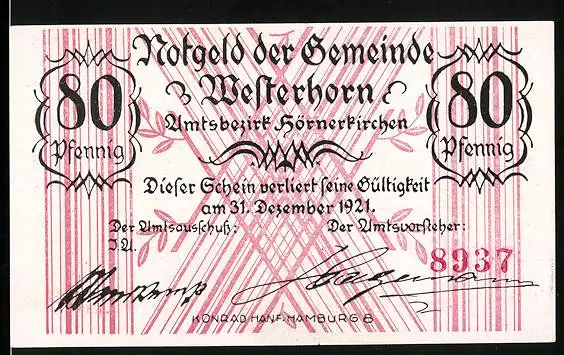 Notgeld der Gemeinde
Westerhorn
Amtsbezirk Hörnerkirchen
80
Pfennig
80
Pfennig
Dieser Schein verliert seine Gültigkeit
am 31. Dezember 1921.
Der Amtsausschuß: Der Amtsvorsteher:
I.A.
8937
KONRAD HANF-HAMBURG 8